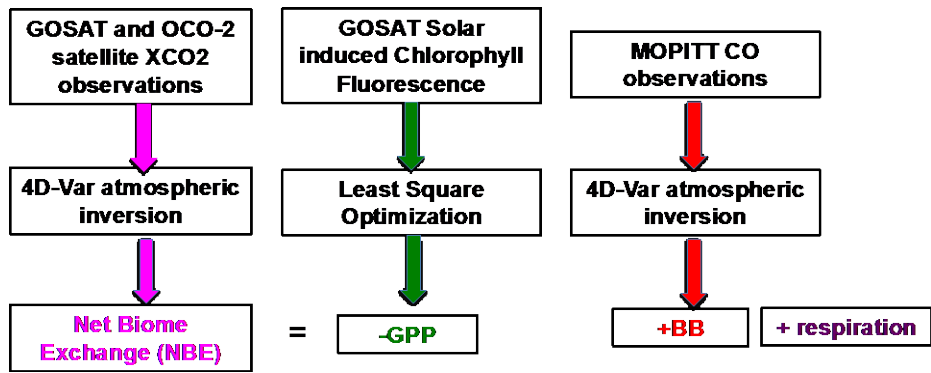 GOSAT and OCO-2
satellite XCO2
observations
GOSAT Solar
induced Chlorophyll
Fluorescence
MOPITT CO
observations
4D-Var atmospheric
inversion
Least Square
Optimization
4D-Var atmospheric
inversion
Net Biome
Exchange (NBE)
=
-GPP
+BB
+ respiration